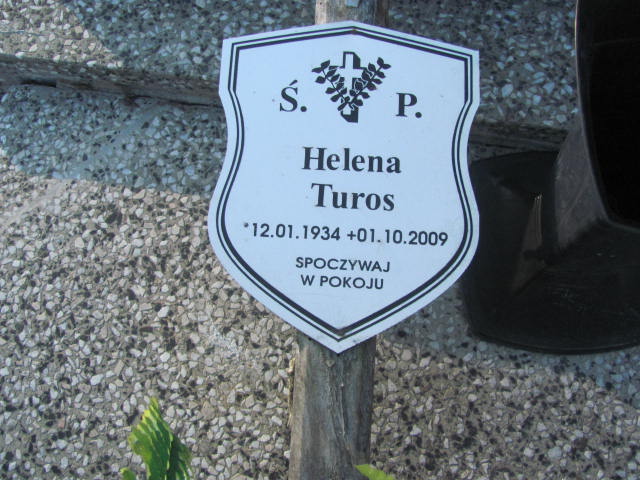 Ś. P.
Helena
Turos
*12.01.1934 +01.10.2009
SPOCZYWAJ
W POKOJU